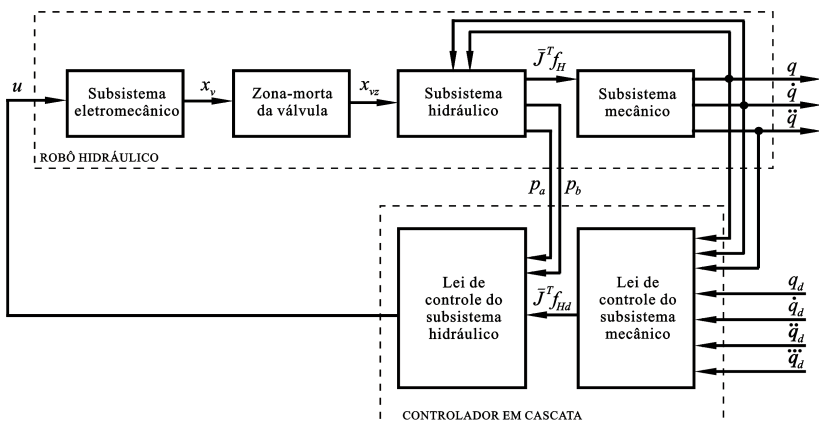 u
Subsistema
eletromecânico
x_v
Zona-morta
da válvula
x_vz
Subsistema
hidráulico
J̄^T f_H
Subsistema
mecânico
q
q̇
q̈
ROBÔ HIDRÁULICO
p_a
p_b
Lei de
controle do
subsistema
hidráulico
J̄^T f_Hd
Lei de
controle do
subsistema
mecânico
q_d
q̇_d
q̈_d
q⃛_d
CONTROLADOR EM CASCATA